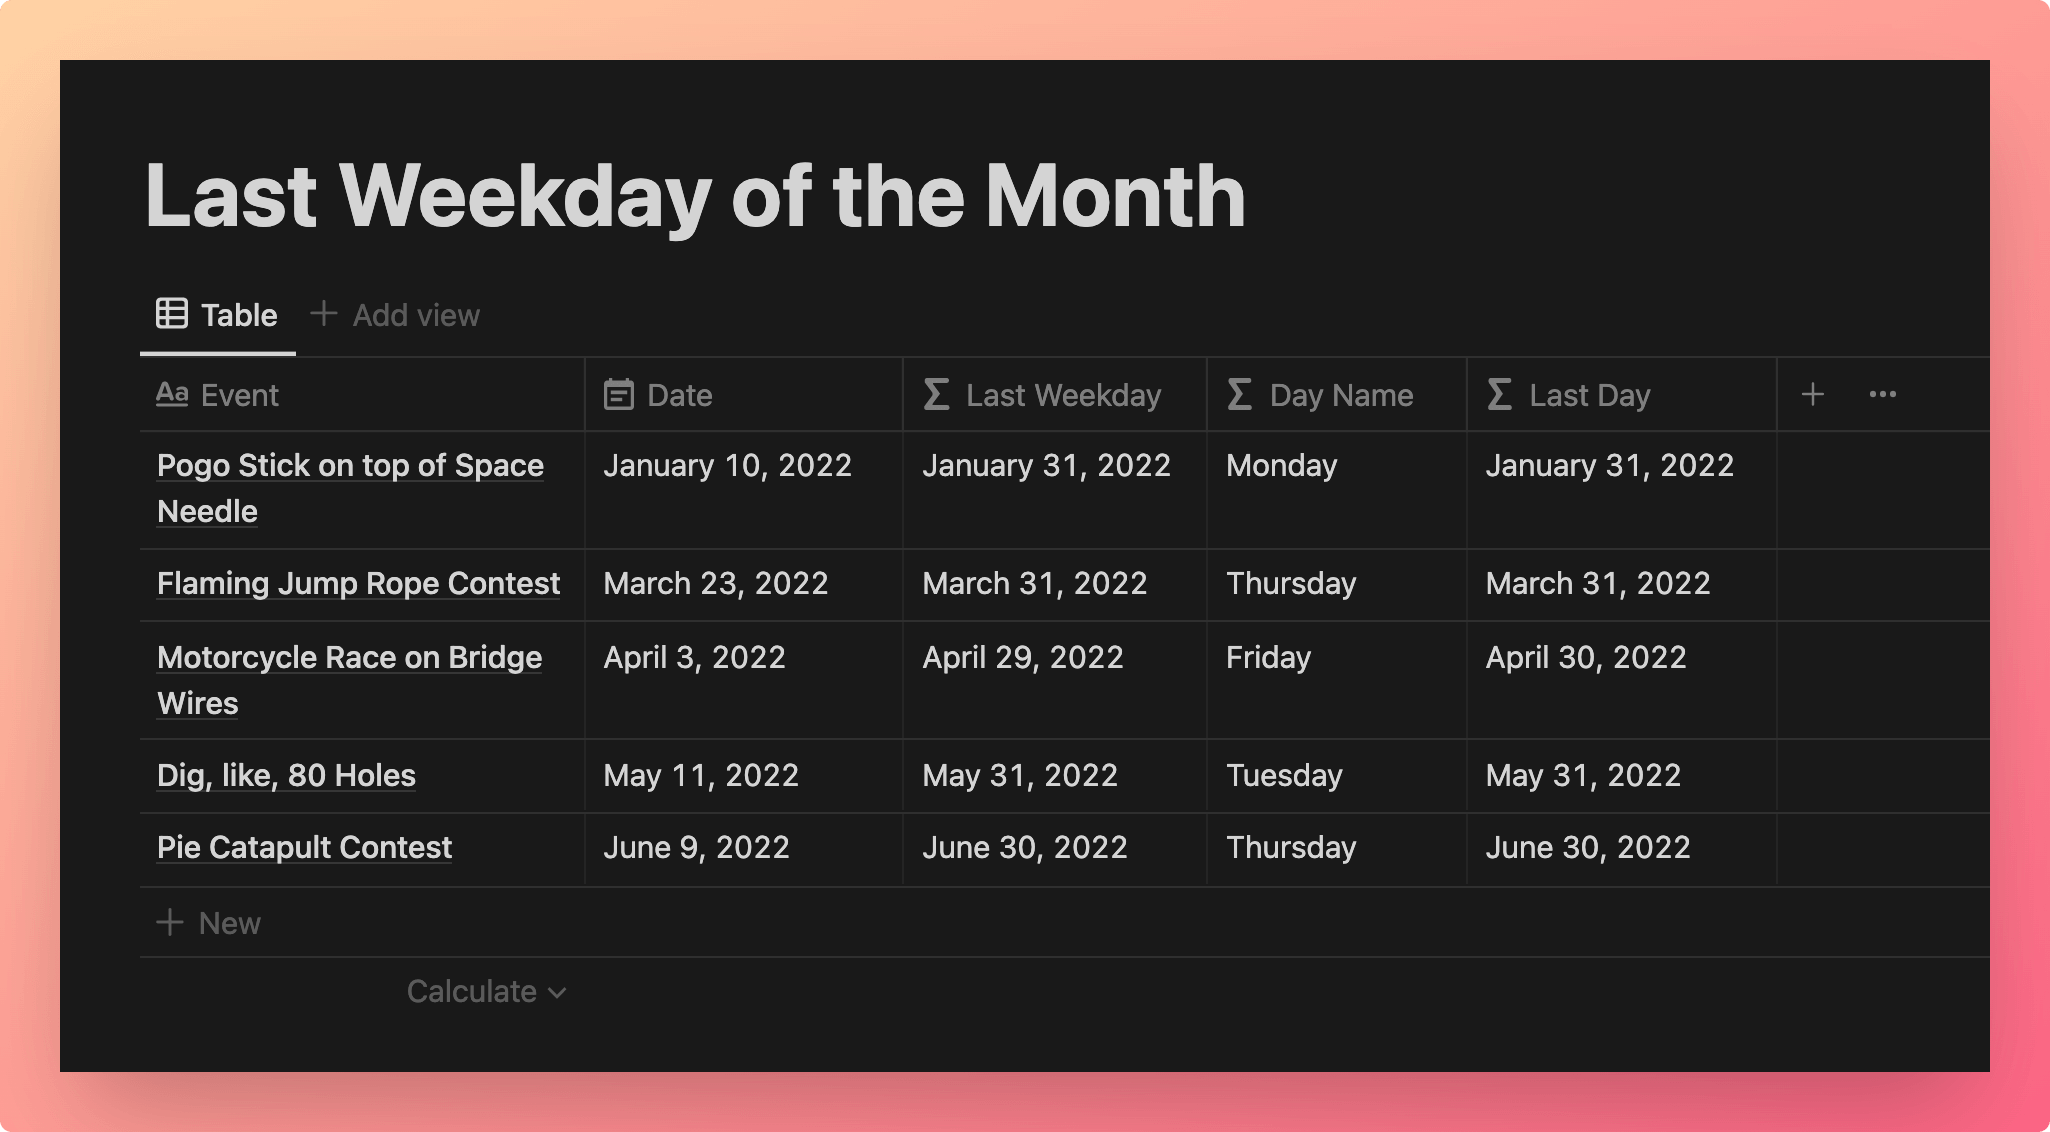 Last Weekday of the Month
Table + Add view
Aa Event Date Σ Last Weekday Σ Day Name Σ Last Day + •••
Pogo Stick on top of Space January 10, 2022 January 31, 2022 Monday January 31, 2022
Needle
Flaming Jump Rope Contest March 23, 2022 March 31, 2022 Thursday March 31, 2022
Motorcycle Race on Bridge April 3, 2022 April 29, 2022 Friday April 30, 2022
Wires
Dig, like, 80 Holes May 11, 2022 May 31, 2022 Tuesday May 31, 2022
Pie Catapult Contest June 9, 2022 June 30, 2022 Thursday June 30, 2022
+ New
Calculate